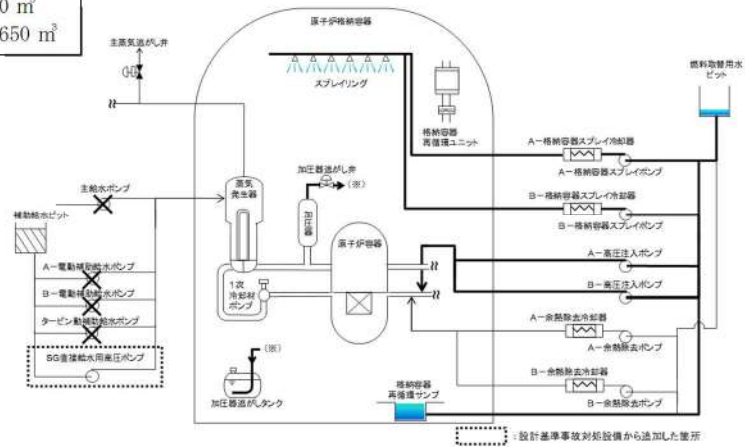 0 ㎥
650 ㎥
主蒸気逃がし弁
原子炉格納容器
スプレイリング
格納容器
再循環ユニット
燃料取替用水
ピット
A-格納容器スプレイ冷却器
A-格納容器スプレイポンプ
B-格納容器スプレイ冷却器
B-格納容器スプレイポンプ
主給水ポンプ
蒸気
発生器
加圧器逃がし弁
(※)
加圧器
原子炉容器
補助給水ピット
A-電動補助給水ポンプ
B-電動補助給水ポンプ
タービン動補助給水ポンプ
SG直接給水用高圧ポンプ
1次
冷却材
ポンプ
A-高圧注入ポンプ
B-高圧注入ポンプ
A-余熱除去冷却器
A-余熱除去ポンプ
B-余熱除去冷却器
B-余熱除去ポンプ
(※)
加圧器逃がしタンク
格納容器
再循環サンプ
:設計基準事故対処設備から追加した箇所